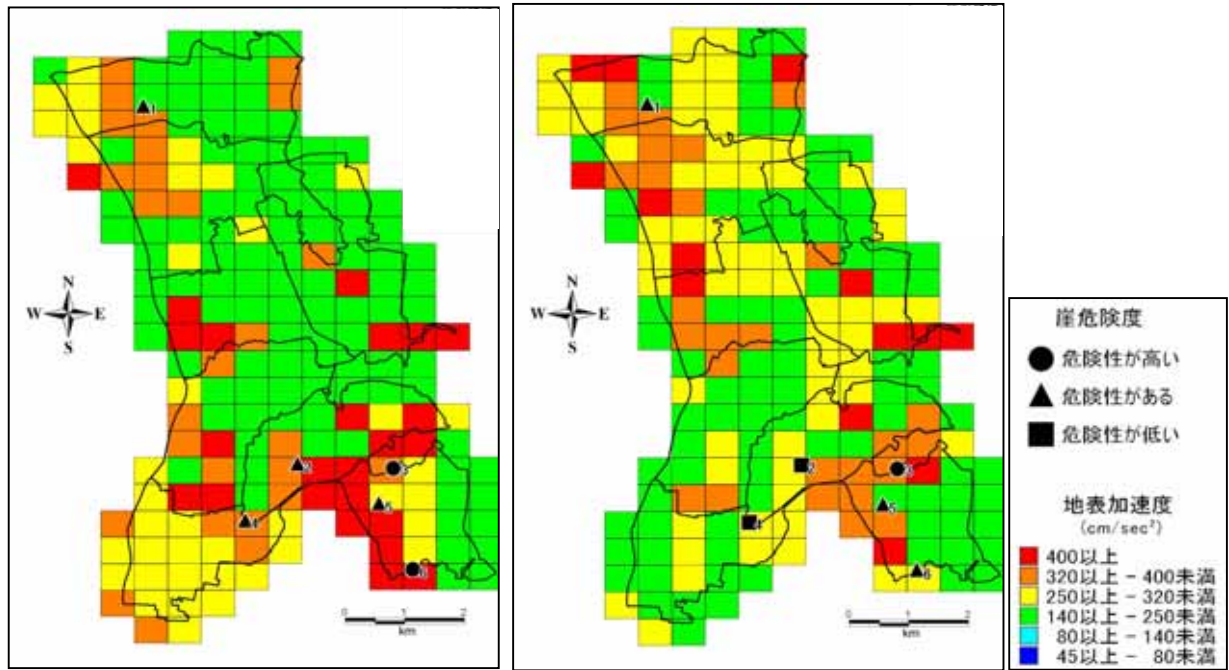 1
2
3
4
5
6
N
W E
S
0 1 2
km
1
2
3
4
5
6
N
W E
S
0 1 2
km
崖危険度
危険性が高い
危険性がある
危険性が低い
地表加速度
(cm/sec²)
400以上
320以上 - 400未満
250以上 - 320未満
140以上 - 250未満
80以上 - 140未満
45以上 - 80未満